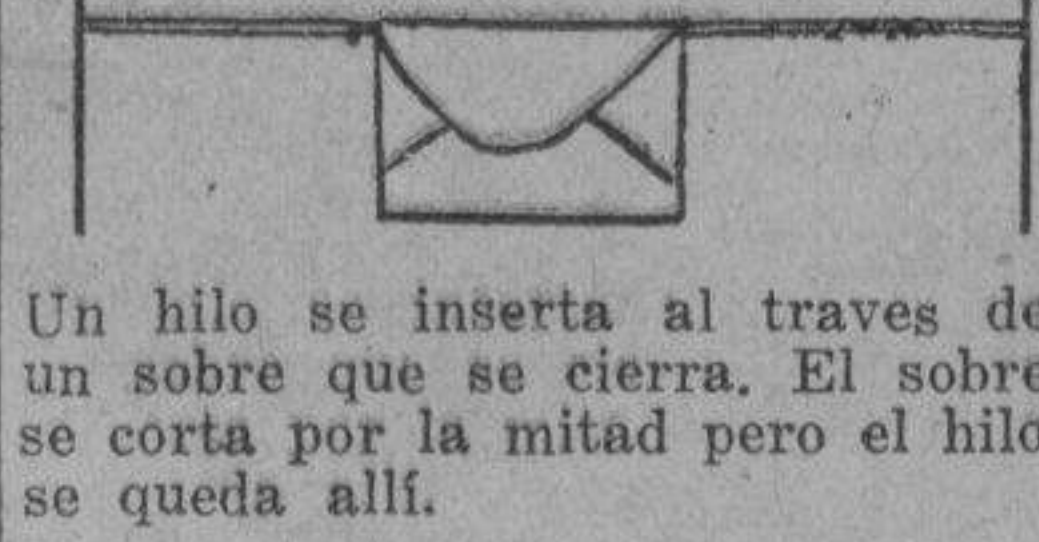 Un hilo se inserta al traves de
un sobre que se cierra. El sobre
se corta por la mitad pero el hilo
se queda allí.